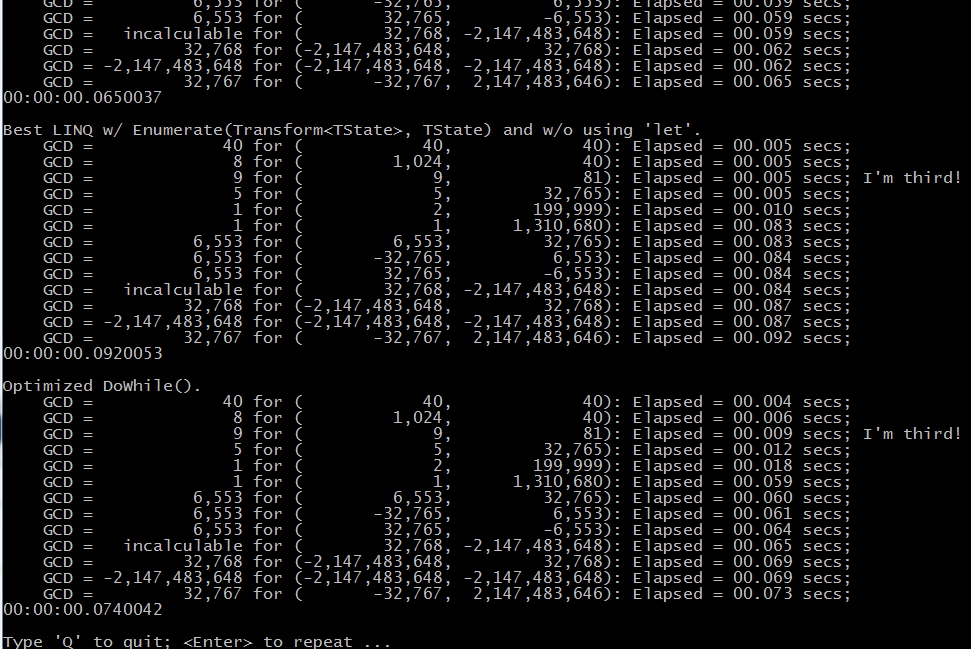 GCD =          6,553 for (       -32,765,         6,553): Elapsed = 00.059 secs;
GCD =          6,553 for (        32,765,        -6,553): Elapsed = 00.059 secs;
GCD =   incalculable for (        32,768, -2,147,483,648): Elapsed = 00.059 secs;
GCD =         32,768 for (-2,147,483,648,         32,768): Elapsed = 00.062 secs;
GCD = -2,147,483,648 for (-2,147,483,648, -2,147,483,648): Elapsed = 00.062 secs;
GCD =         32,767 for (       -32,767,  2,147,483,646): Elapsed = 00.065 secs;
00:00:00.0650037
Best LINQ w/ Enumerate(Transform<TState>, TState) and w/o using 'let'.
GCD =             40 for (            40,             40): Elapsed = 00.005 secs;
GCD =              8 for (         1,024,             40): Elapsed = 00.005 secs;
GCD =              9 for (             9,             81): Elapsed = 00.005 secs; I'm third!
GCD =              5 for (             5,         32,765): Elapsed = 00.005 secs;
GCD =              1 for (             2,        199,999): Elapsed = 00.010 secs;
GCD =              1 for (             1,      1,310,680): Elapsed = 00.083 secs;
GCD =          6,553 for (         6,553,         32,765): Elapsed = 00.083 secs;
GCD =          6,553 for (       -32,765,          6,553): Elapsed = 00.084 secs;
GCD =          6,553 for (        32,765,         -6,553): Elapsed = 00.084 secs;
GCD =   incalculable for (        32,768, -2,147,483,648): Elapsed = 00.084 secs;
GCD =         32,768 for (-2,147,483,648,         32,768): Elapsed = 00.087 secs;
GCD = -2,147,483,648 for (-2,147,483,648, -2,147,483,648): Elapsed = 00.087 secs;
GCD =         32,767 for (       -32,767,  2,147,483,646): Elapsed = 00.092 secs;
00:00:00.0920053
Optimized DoWhile().
GCD =             40 for (            40,             40): Elapsed = 00.004 secs;
GCD =              8 for (         1,024,             40): Elapsed = 00.006 secs;
GCD =              9 for (             9,             81): Elapsed = 00.009 secs; I'm third!
GCD =              5 for (             5,         32,765): Elapsed = 00.012 secs;
GCD =              1 for (             2,        199,999): Elapsed = 00.018 secs;
GCD =              1 for (             1,      1,310,680): Elapsed = 00.059 secs;
GCD =          6,553 for (         6,553,         32,765): Elapsed = 00.060 secs;
GCD =          6,553 for (       -32,765,          6,553): Elapsed = 00.061 secs;
GCD =          6,553 for (        32,765,         -6,553): Elapsed = 00.064 secs;
GCD =   incalculable for (        32,768, -2,147,483,648): Elapsed = 00.065 secs;
GCD =         32,768 for (-2,147,483,648,         32,768): Elapsed = 00.069 secs;
GCD = -2,147,483,648 for (-2,147,483,648, -2,147,483,648): Elapsed = 00.069 secs;
GCD =         32,767 for (       -32,767,  2,147,483,646): Elapsed = 00.073 secs;
00:00:00.0740042
Type 'Q' to quit; <Enter> to repeat ...